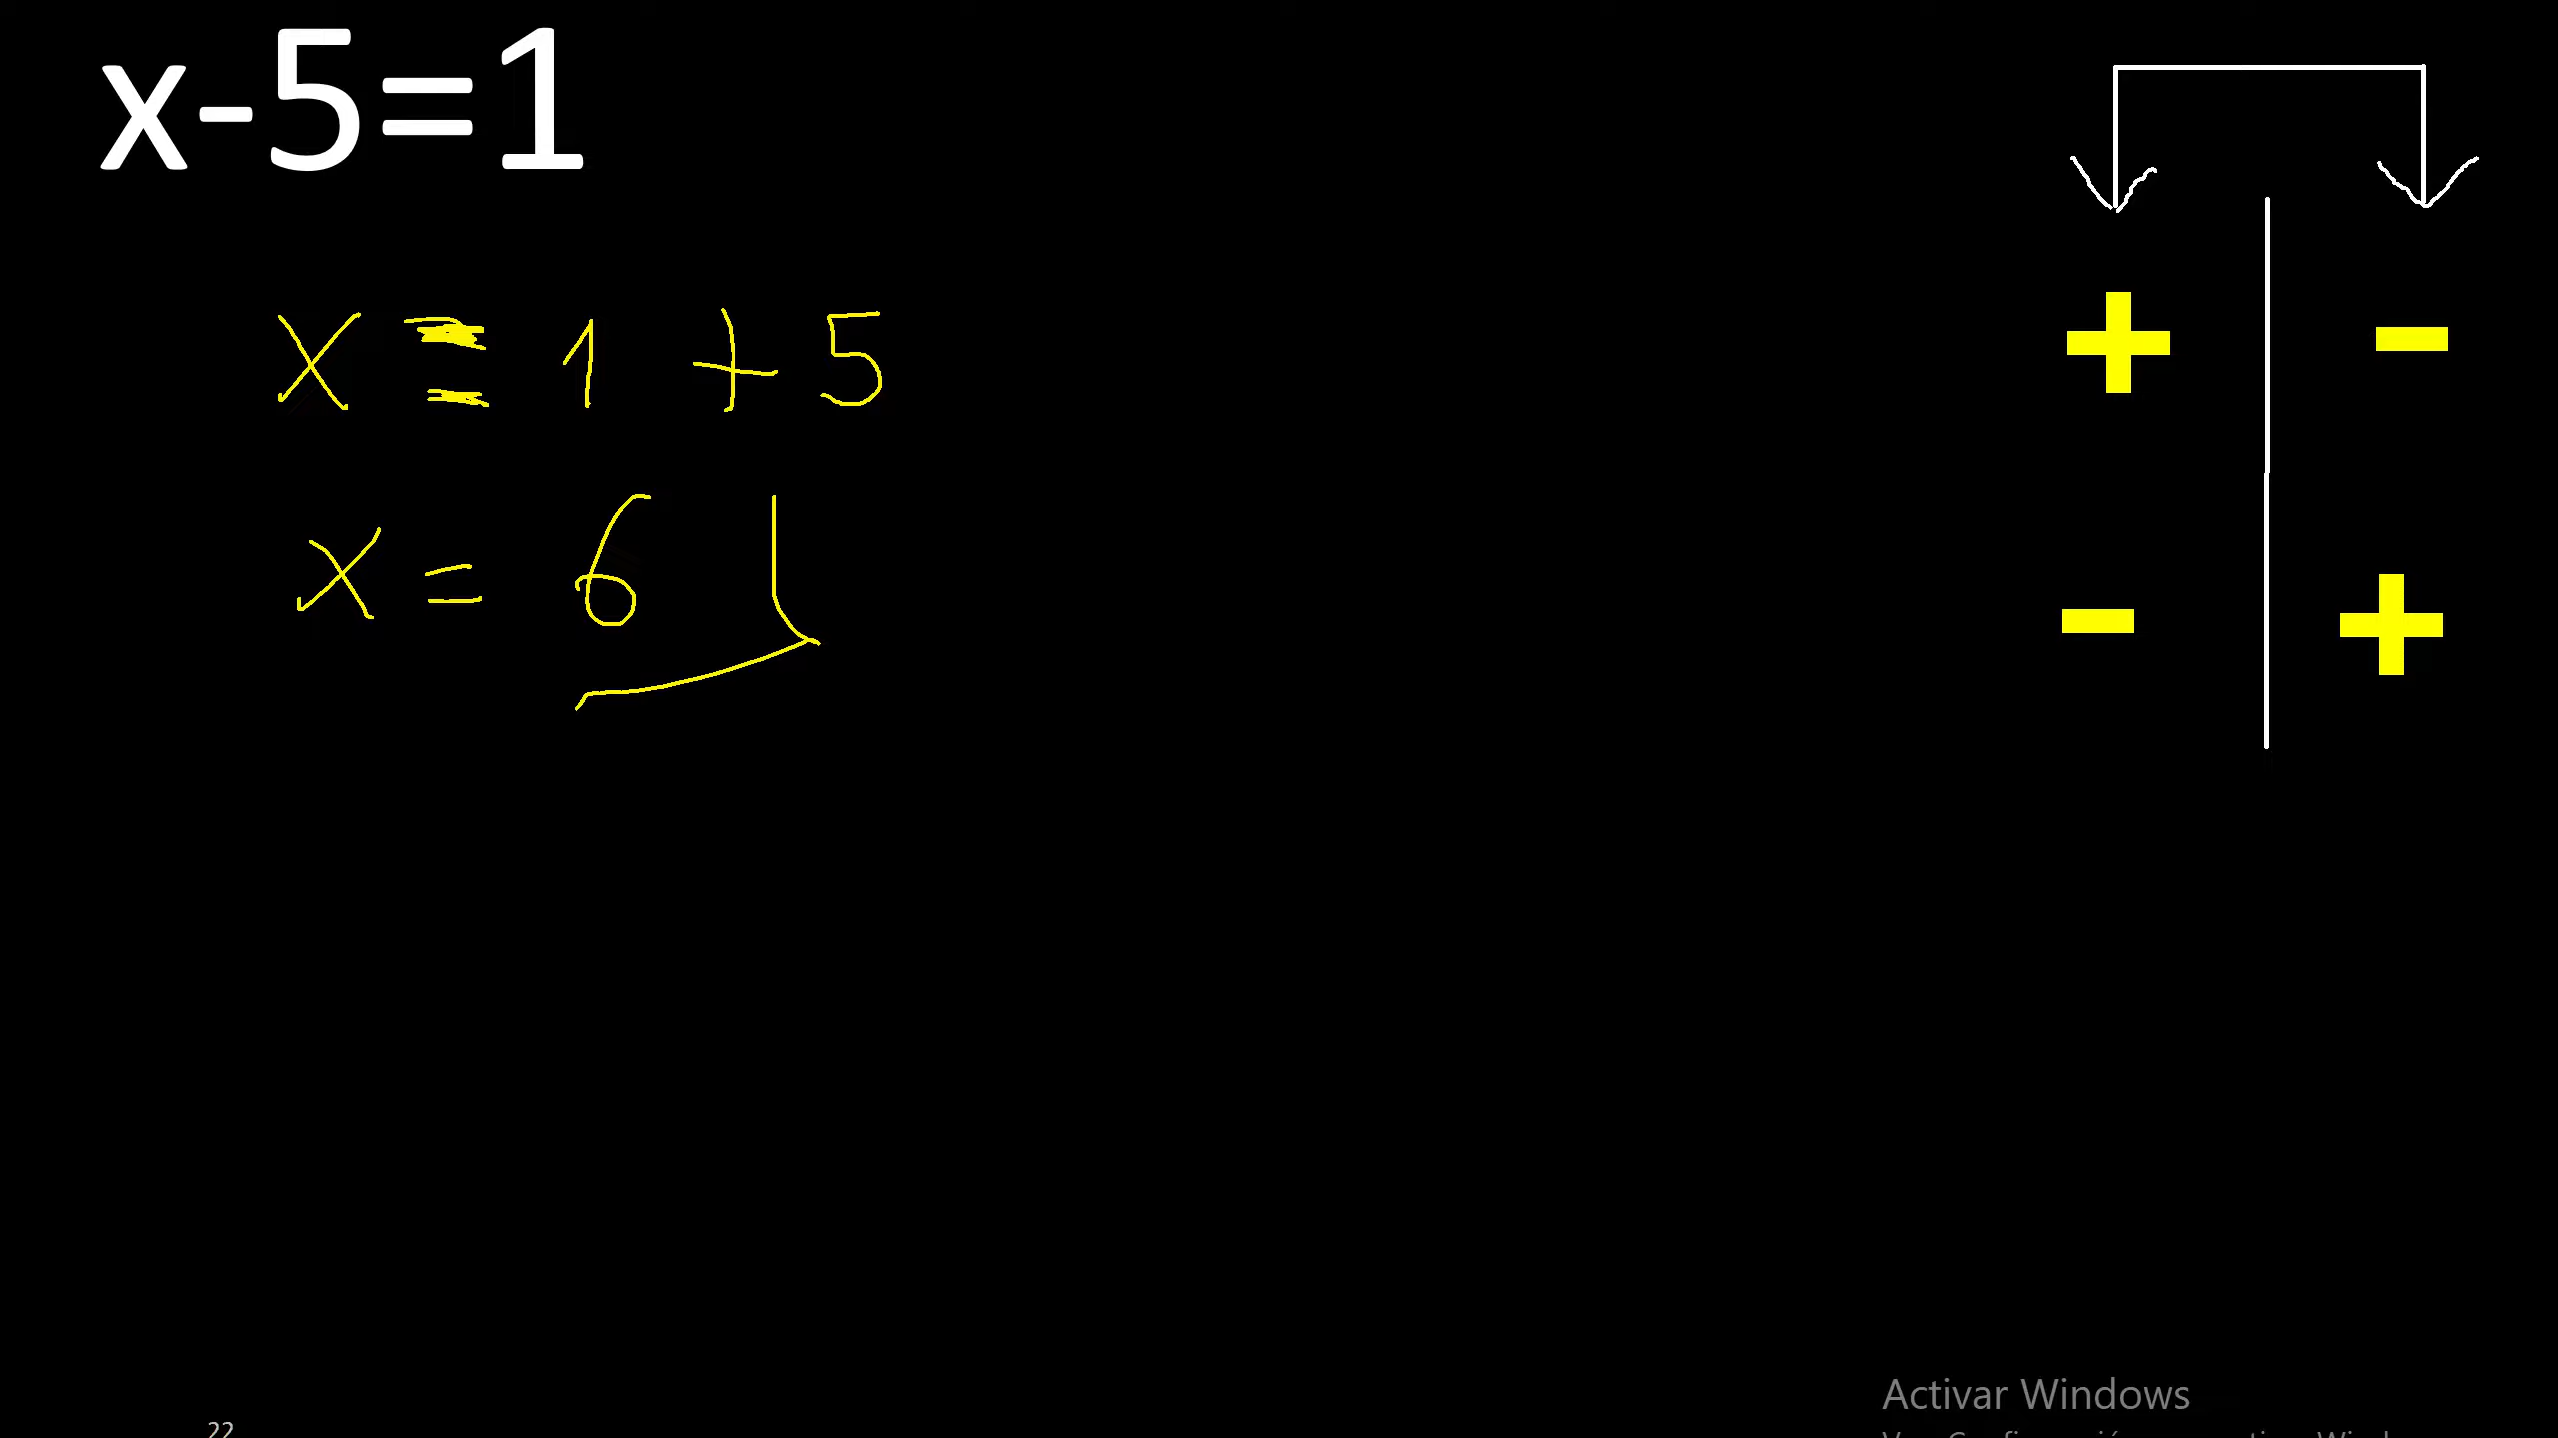 x-5=1
x = 1 + 5
x = 6
+ -
- +
Activar Windows
22